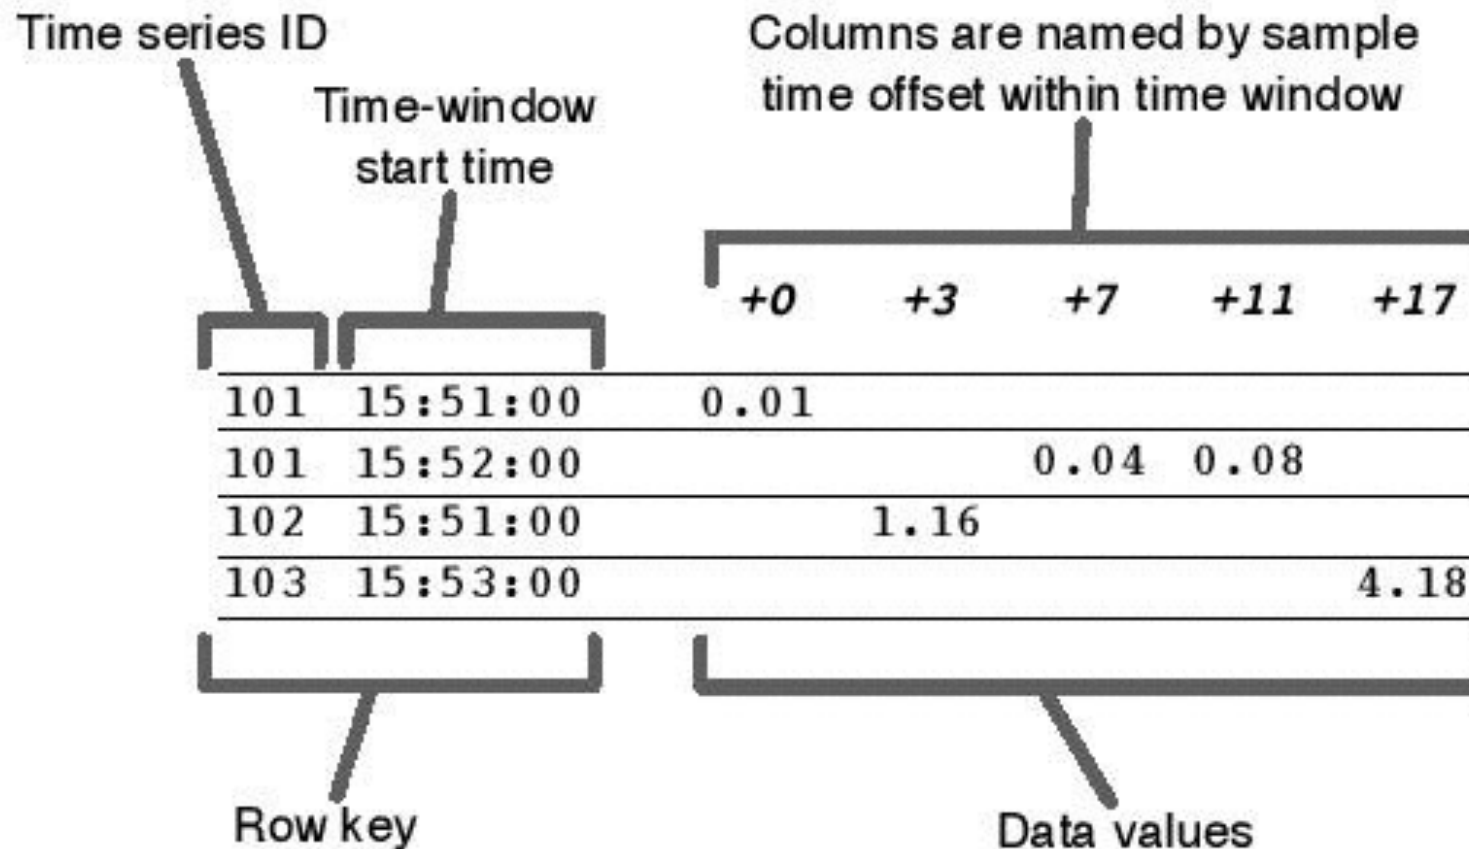 Time series ID
Time-window
start time
Columns are named by sample
time offset within time window
+0 +3 +7 +11 +17
101 15:51:00 0.01
101 15:52:00 0.04 0.08
102 15:51:00 1.16
103 15:53:00 4.18
Row key
Data values